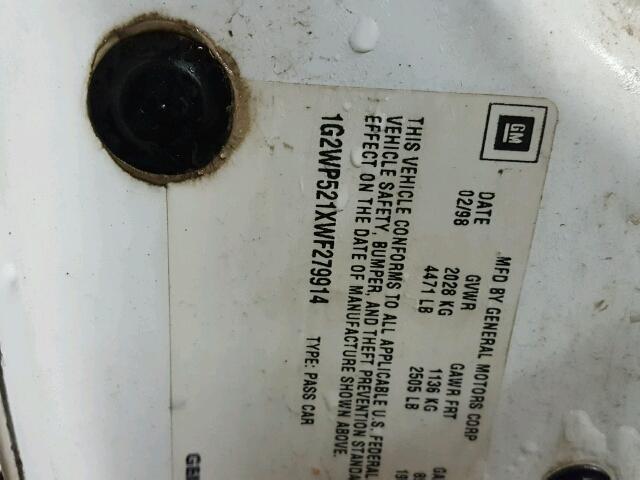 GM
MFD BY GENERAL MOTORS CORP
DATE GVWR GAWR FRT
02/98 2028 KG 1136 KG
4471 LB 2505 LB
THIS VEHICLE CONFORMS TO ALL APPLICABLE U.S. FEDERAL
VEHICLE SAFETY, BUMPER, AND THEFT PREVENTION
EFFECT ON THE DATE OF MANUFACTURE SHOWN ABOVE.
1G2WP521XWF279914 TYPE: PASS CAR